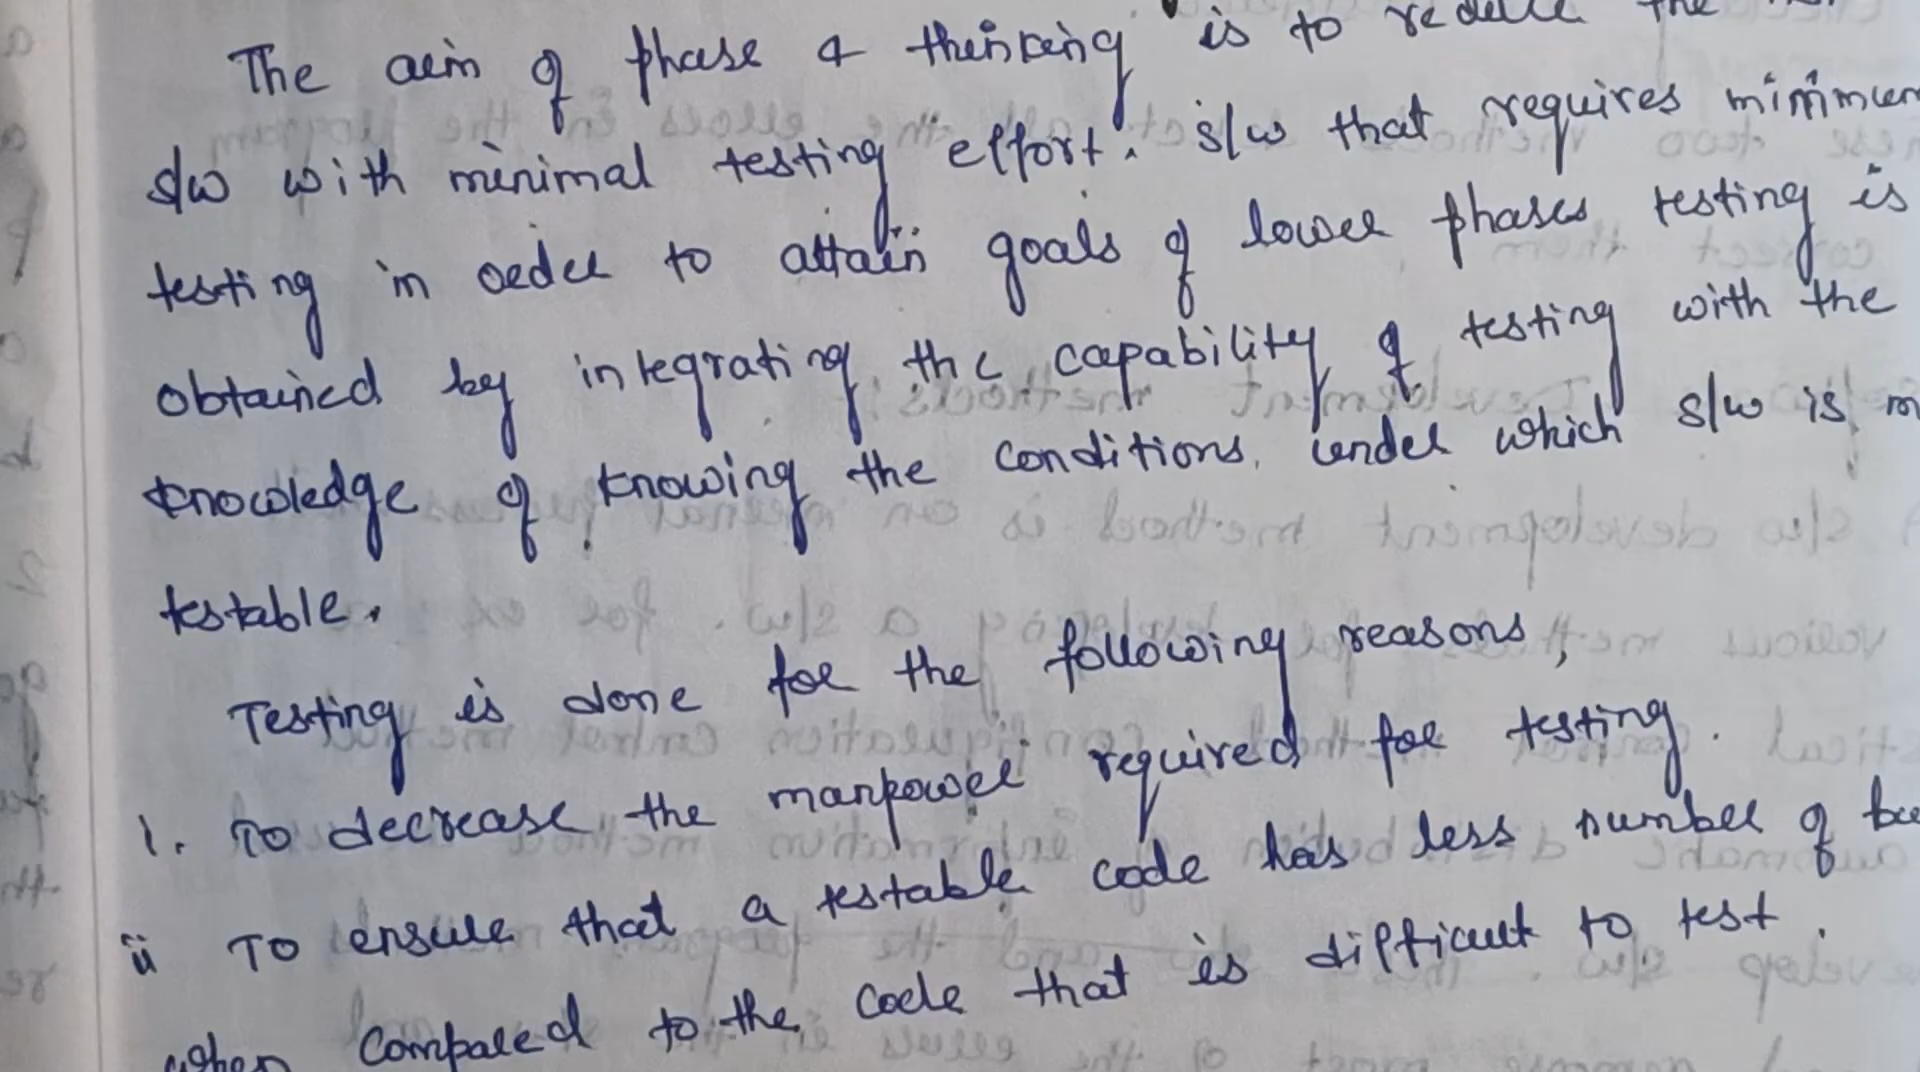 The aim of phase 4 thinking is to reduce the
s/w with minimal testing effort. s/w that requires
testing in order to attain goals of lower phases testing is
obtained by integrating the capability of testing with the
knowledge of knowing the conditions, under which s/w is
testable.
Testing is done for the following reasons,
i. To decrease the manpower required for testing.
ii To ensure that a testable code has less number of
when compared to the code that is difficult to test.